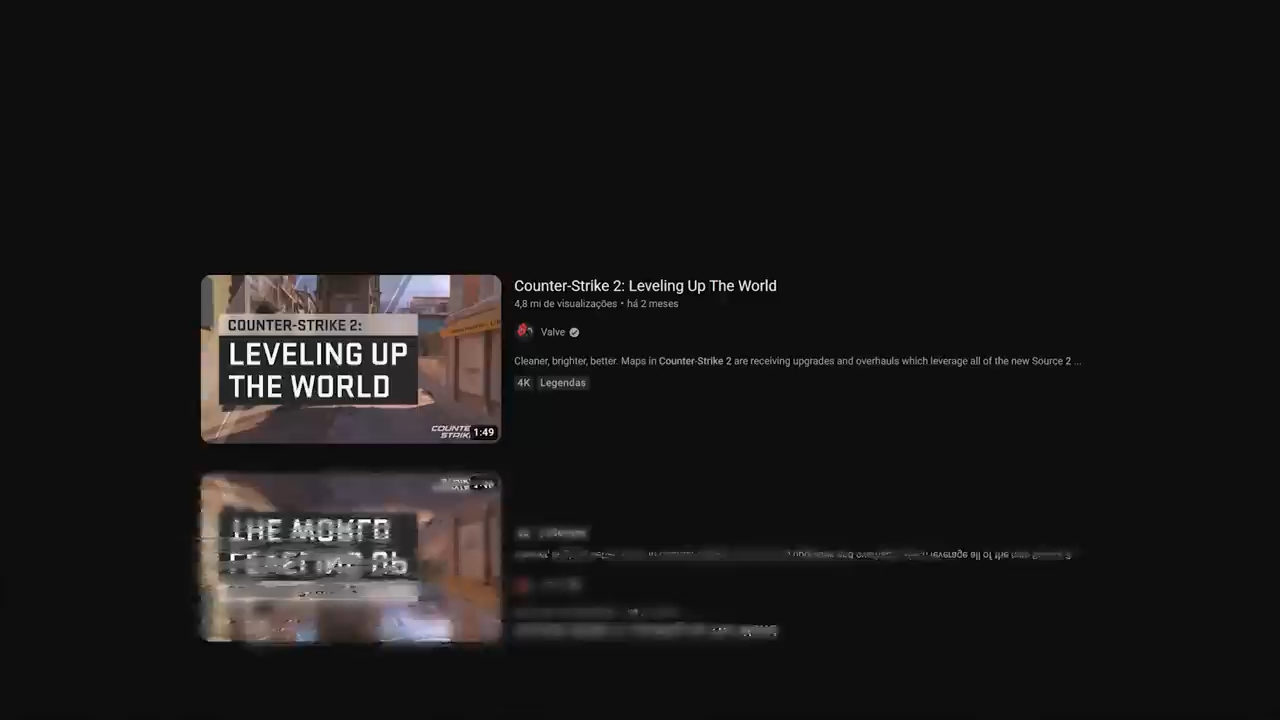 COUNTER-STRIKE 2:
LEVELING UP
THE WORLD
COUNTE
STRIK
1:49
Counter-Strike 2: Leveling Up The World
4,8 mi de visualizações • há 2 meses
Valve
Cleaner, brighter, better. Maps in Counter-Strike 2 are receiving upgrades and overhauls which leverage all of the new Source 2 ...
4K Legendas